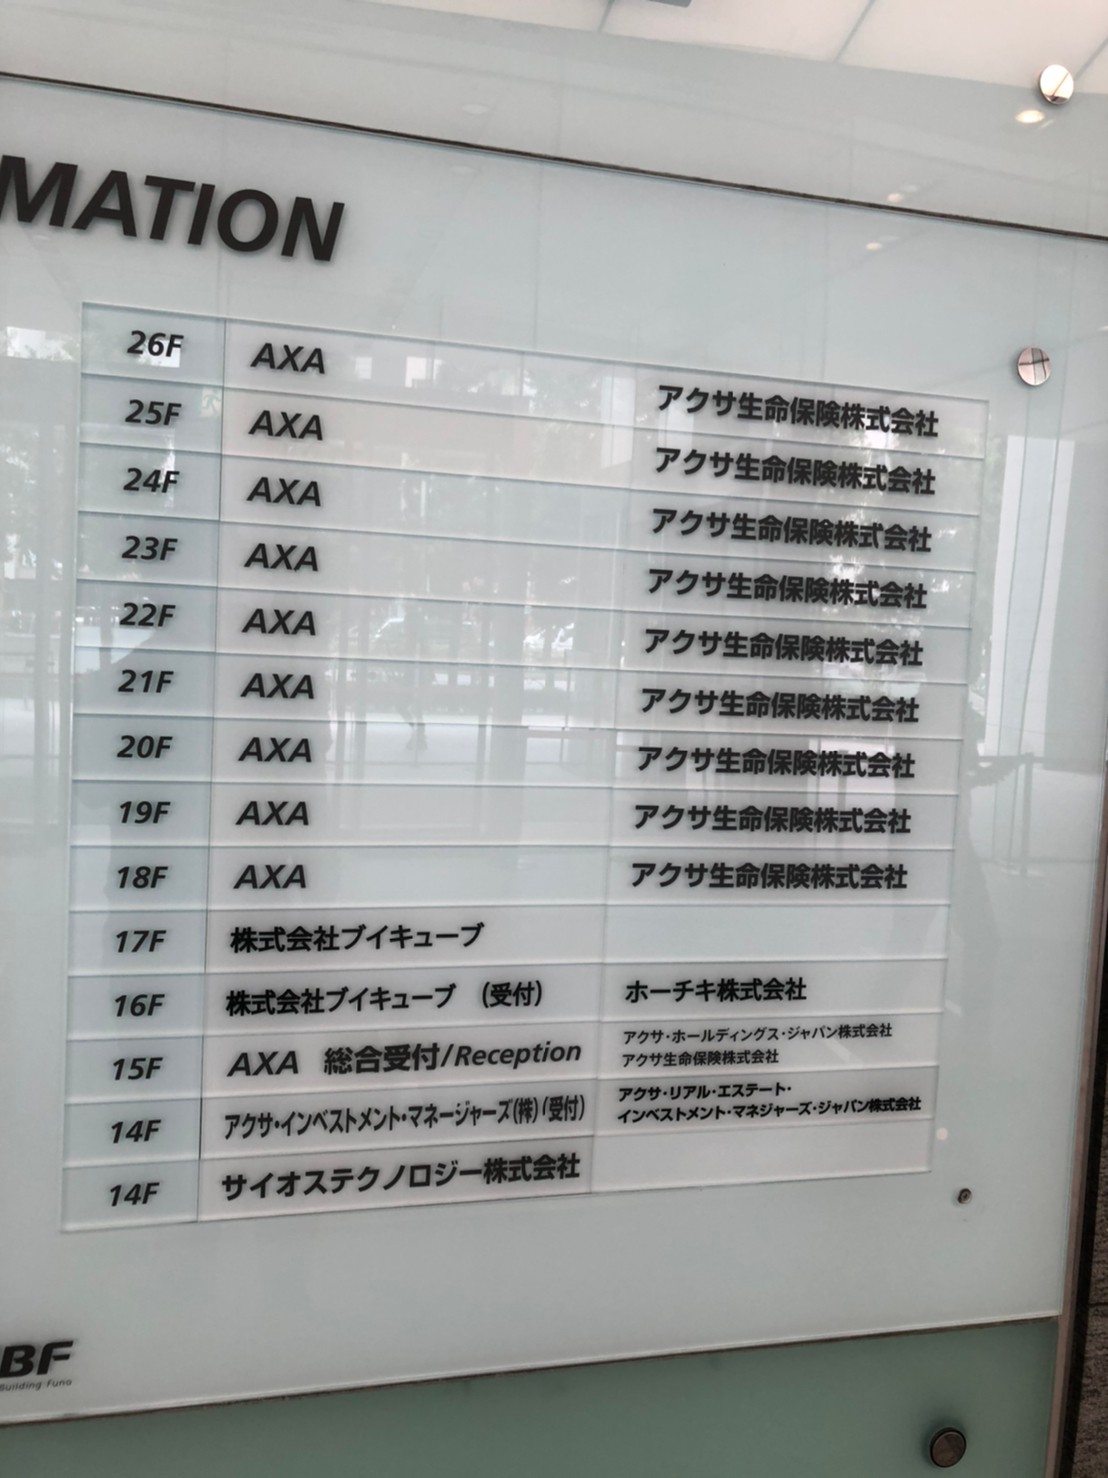 MATION
26F AXA アクサ生命保険株式会社
25F AXA アクサ生命保険株式会社
24F AXA アクサ生命保険株式会社
23F AXA アクサ生命保険株式会社
22F AXA アクサ生命保険株式会社
21F AXA アクサ生命保険株式会社
20F AXA アクサ生命保険株式会社
19F AXA アクサ生命保険株式会社
18F AXA アクサ生命保険株式会社
17F 株式会社ブイキューブ
16F 株式会社ブイキューブ (受付) ホーチキ株式会社
15F AXA 総合受付/Reception アクサ・ホールディングス・ジャパン株式会社
アクサ生命保険株式会社
14F アクサ・インベストメント・マネージャーズ(株) (受付) アクサ・リアル・エステート・
インベストメント・マネジャーズ・ジャパン株式会社
14F サイオステクノロジー株式会社
BF
Building Fund